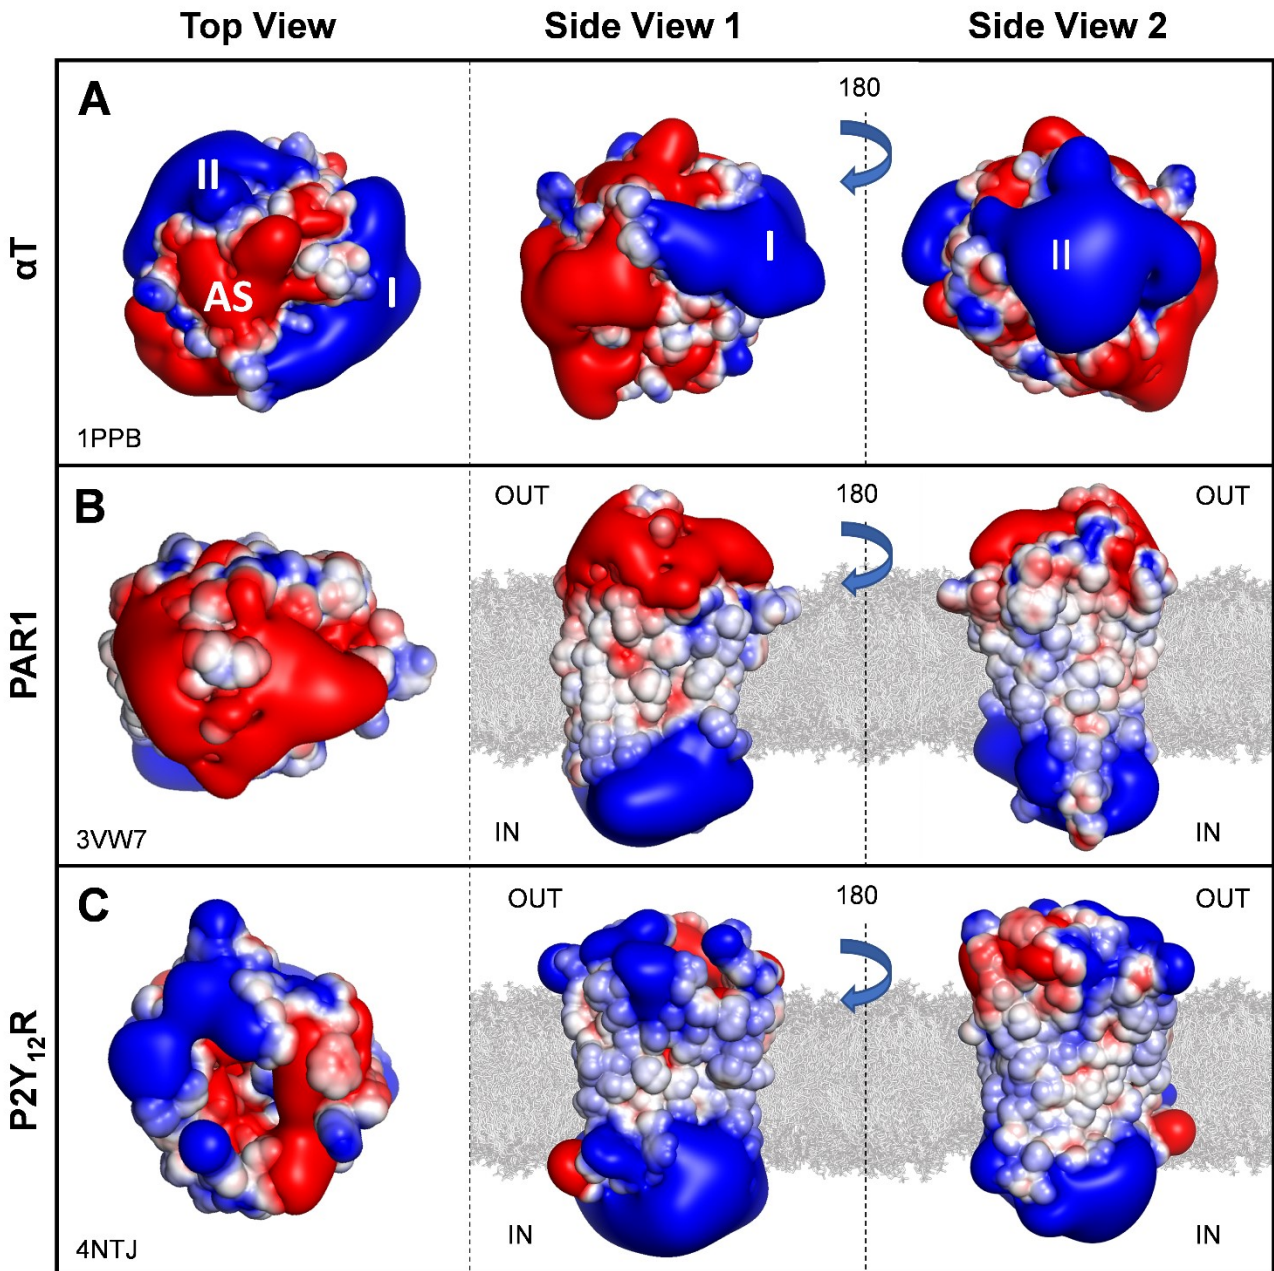 Top View
Side View 1
Side View 2
αT
A
II
AS
I
1PPB
I
180
II
PAR1
B
3VW7
OUT
IN
180
OUT
IN
P2Y₁₂R
C
4NTJ
OUT
IN
180
OUT
IN